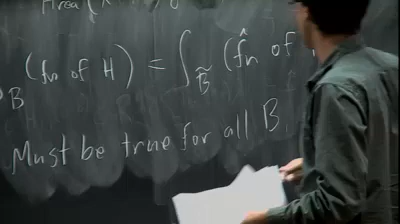 Area(
B (fn of H) = ∫B̃ (f̂n of
Must be true for all B